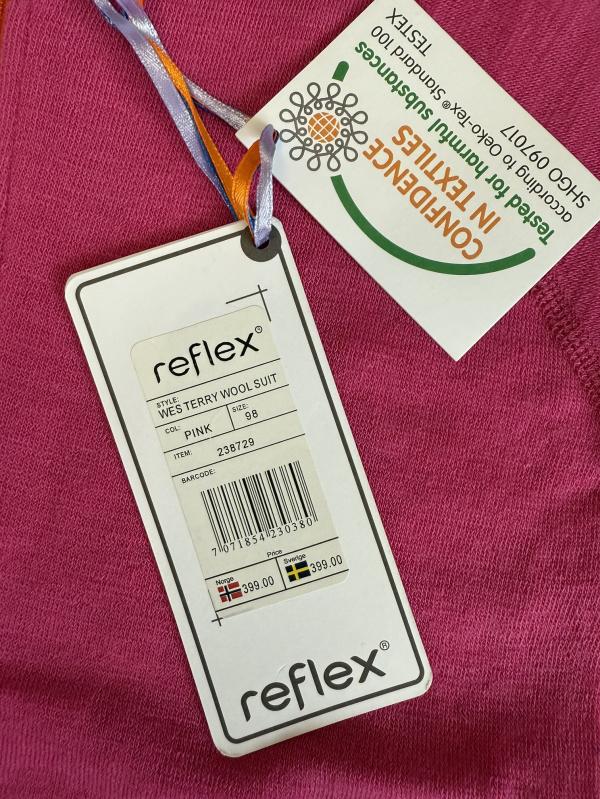 CONFIDENCE
IN TEXTILES
Tested for harmful substances
according to Oeko-Tex® Standard 100
SHGO 097017
TESTEX
reflex®
STYLE:
WES TERRY WOOL SUIT
COL: PINK SIZE: 98
ITEM: 238729
BARCODE:
7 071854 230380
Price
Norge 399.00 Sverige 399.00
reflex®